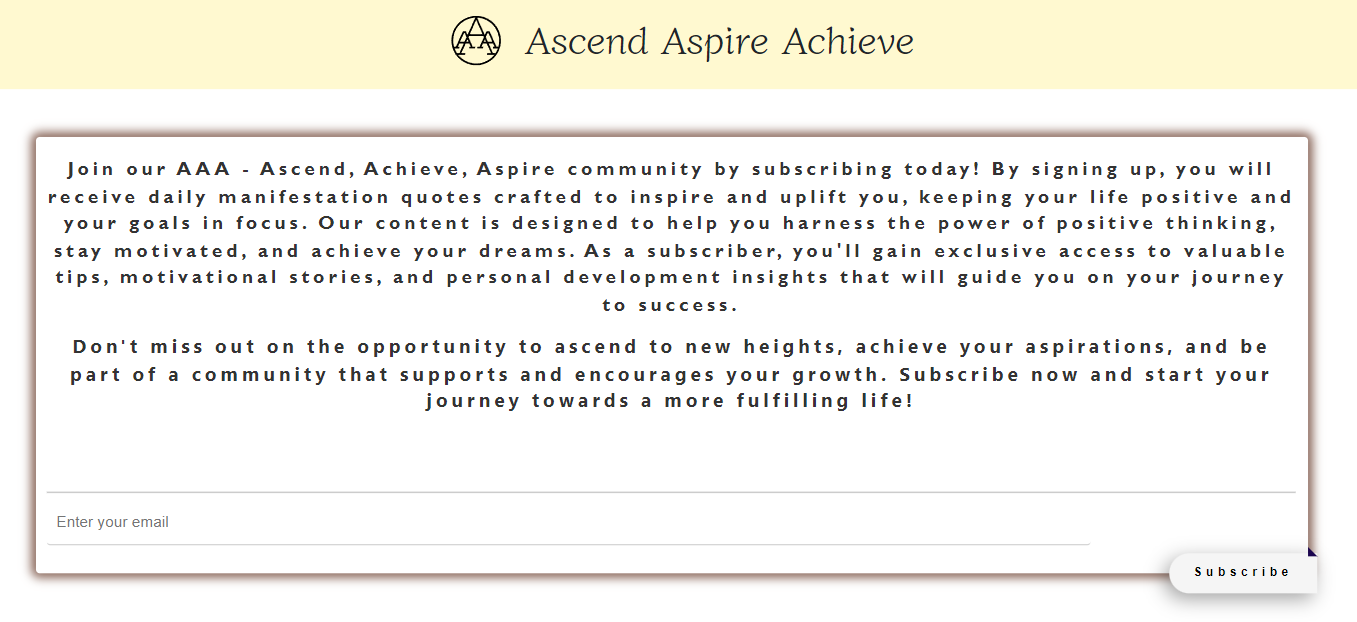 AAA Ascend Aspire Achieve
Join our AAA - Ascend, Achieve, Aspire community by subscribing today! By signing up, you will
receive daily manifestation quotes crafted to inspire and uplift you, keeping your life positive and
your goals in focus. Our content is designed to help you harness the power of positive thinking,
stay motivated, and achieve your dreams. As a subscriber, you'll gain exclusive access to valuable
tips, motivational stories, and personal development insights that will guide you on your journey
to success.
Don't miss out on the opportunity to ascend to new heights, achieve your aspirations, and be
part of a community that supports and encourages your growth. Subscribe now and start your
journey towards a more fulfilling life!
Enter your email
Subscribe